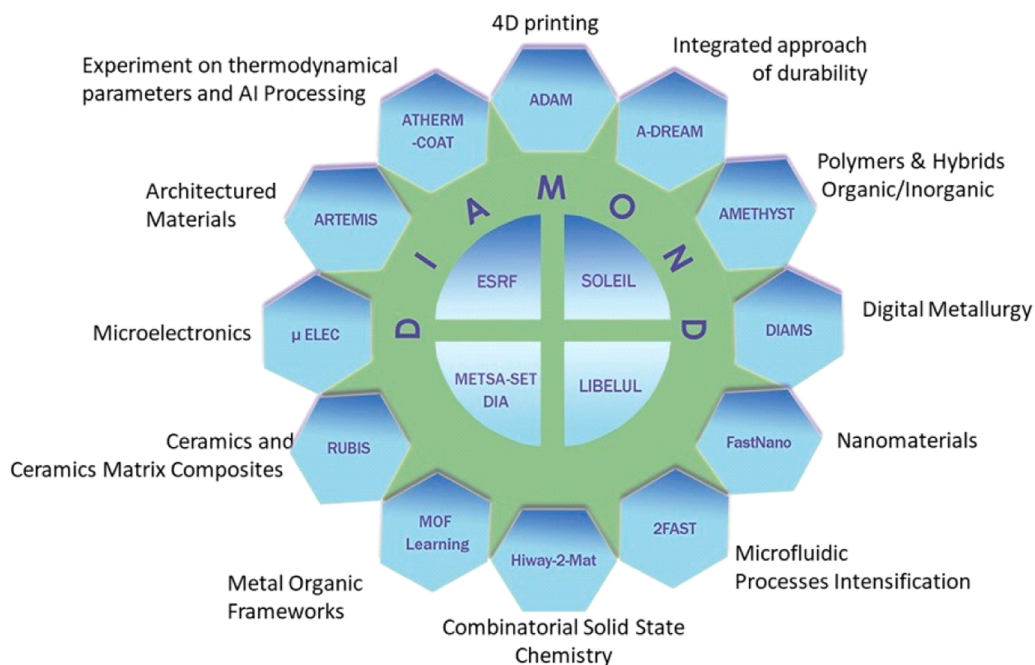 4D printing
ADAM
Integrated approach
of durability
A-DREAM
Polymers & Hybrids
Organic/Inorganic
AMETHYST
Digital Metallurgy
DIAMS
Nanomaterials
FastNano
Microfluidic
Processes Intensification
2FAST
Combinatorial Solid State
Chemistry
Hiway-2-Mat
Metal Organic
Frameworks
MOF
Learning
Ceramics and
Ceramics Matrix Composites
RUBIS
Microelectronics
μ ELEC
Architectured
Materials
ARTEMIS
Experiment on thermodynamical
parameters and AI Processing
ATHERM
-COAT
DIAMOND
ESRF
SOLEIL
METSA-SET
DIA
LIBELUL